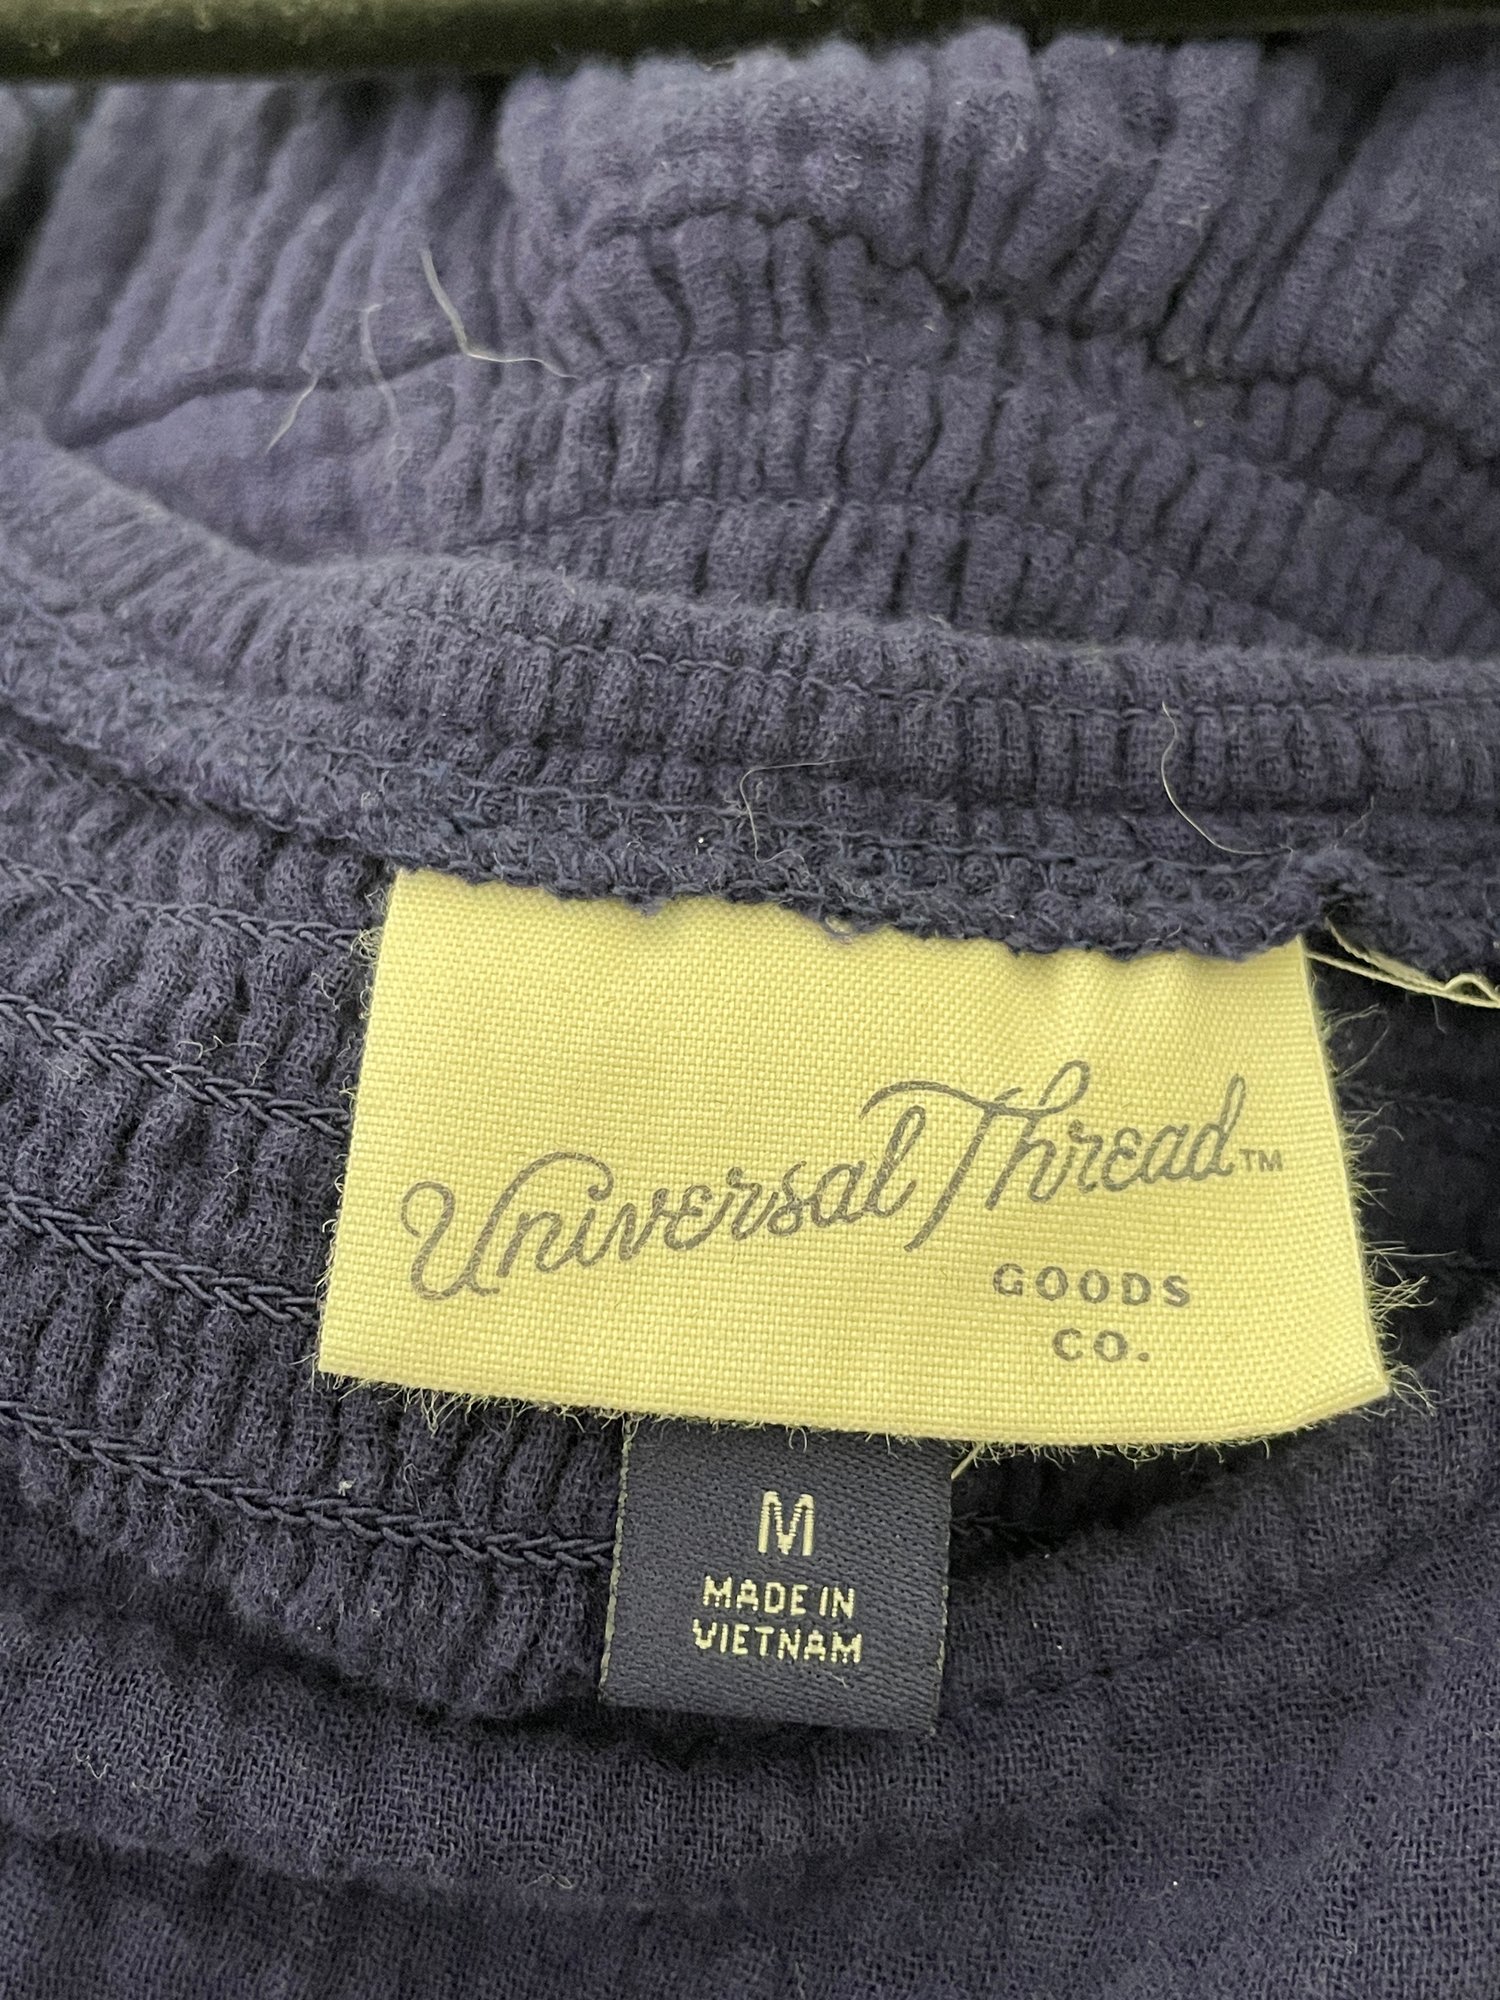 Universal Thread™
GOODS
CO.
M
MADE IN
VIETNAM